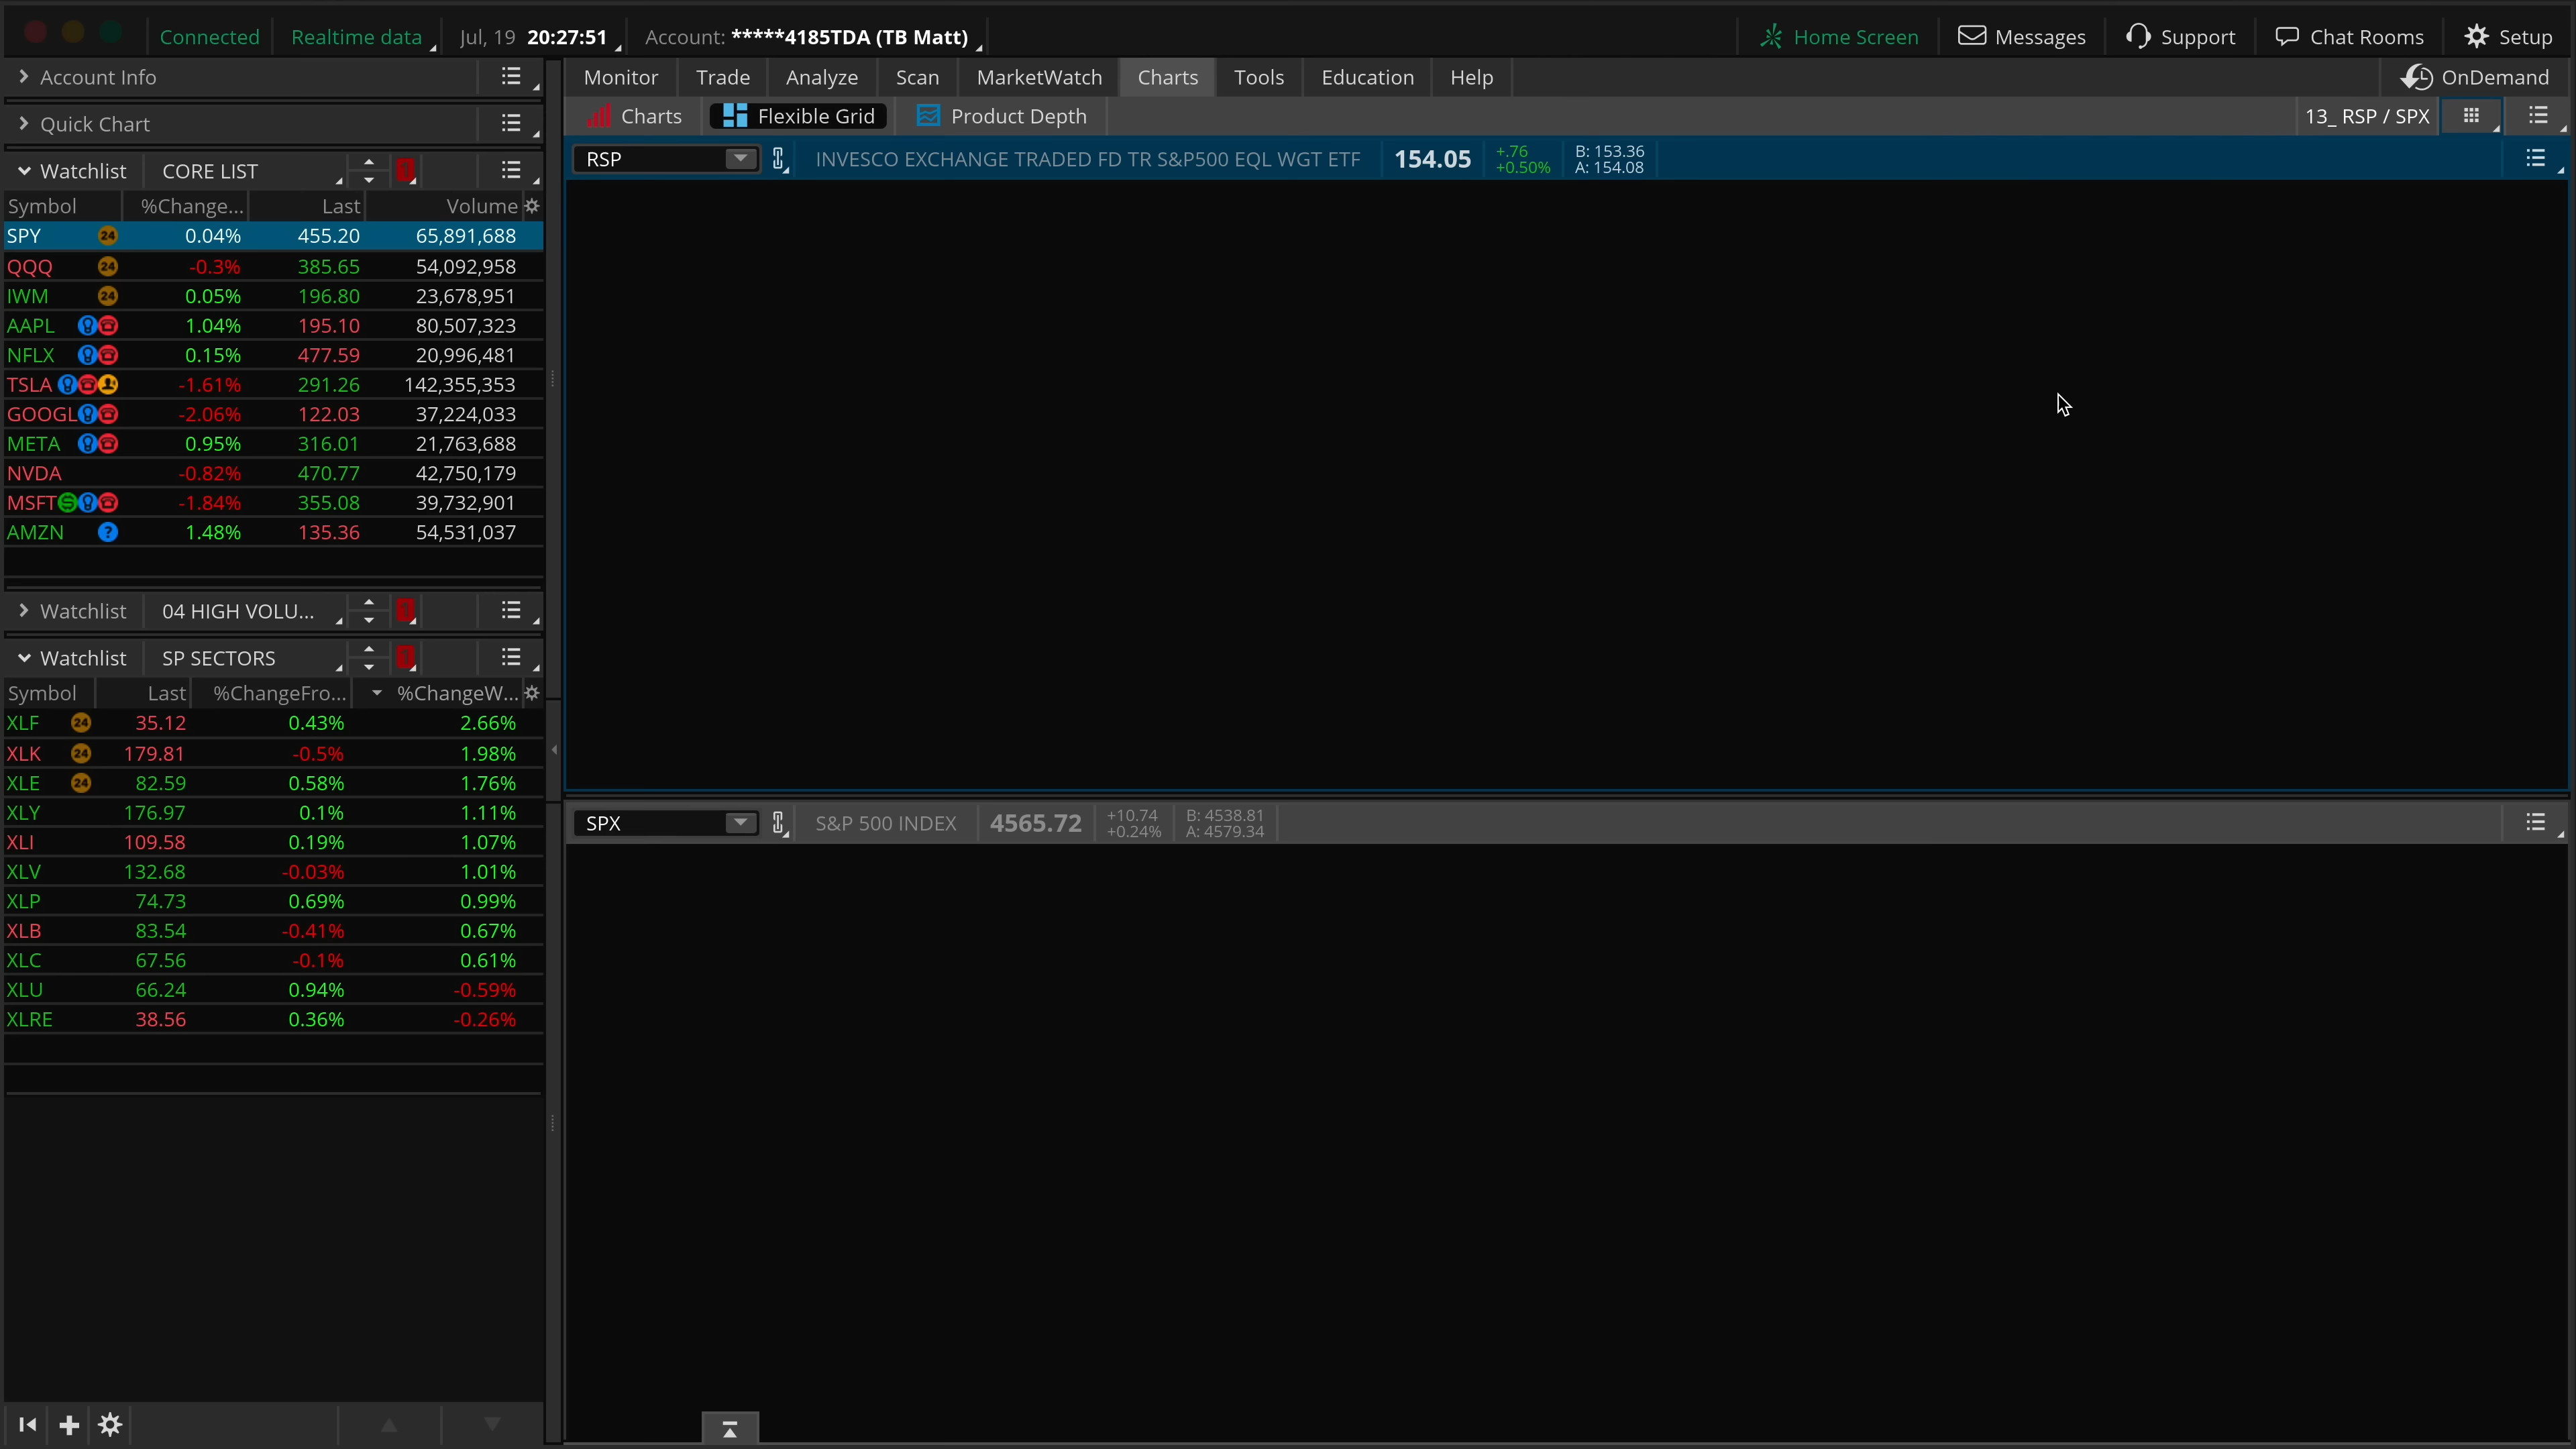 Connected Realtime data Jul, 19 20:27:51 Account: *****4185TDA (TB Matt) Home Screen Messages Support Chat Rooms Setup
Account Info
Monitor Trade Analyze Scan MarketWatch Charts Tools Education Help OnDemand
Charts Flexible Grid Product Depth 13_ RSP / SPX
Quick Chart
RSP INVESCO EXCHANGE TRADED FD TR S&P500 EQL WGT ETF 154.05 +.76 B: 153.36
+0.50% A: 154.08
Watchlist CORE LIST 1
Symbol %Change... Last Volume
SPY 24 0.04% 455.20 65,891,688
QQQ 24 -0.3% 385.65 54,092,958
IWM 24 0.05% 196.80 23,678,951
AAPL 1.04% 195.10 80,507,323
NFLX 0.15% 477.59 20,996,481
TSLA -1.61% 291.26 142,355,353
GOOGL -2.06% 122.03 37,224,033
META 0.95% 316.01 21,763,688
NVDA -0.82% 470.77 42,750,179
MSFT -1.84% 355.08 39,732,901
AMZN ? 1.48% 135.36 54,531,037
Watchlist 04 HIGH VOLU... 1
Watchlist SP SECTORS 1
Symbol Last %ChangeFro... %ChangeW...
XLF 24 35.12 0.43% 2.66%
XLK 24 179.81 -0.5% 1.98%
XLE 24 82.59 0.58% 1.76%
XLY 176.97 0.1% 1.11%
XLI 109.58 0.19% 1.07%
XLV 132.68 -0.03% 1.01%
XLP 74.73 0.69% 0.99%
XLB 83.54 -0.41% 0.67%
XLC 67.56 -0.1% 0.61%
XLU 66.24 0.94% -0.59%
XLRE 38.56 0.36% -0.26%
SPX S&P 500 INDEX 4565.72 +10.74 B: 4538.81
+0.24% A: 4579.34